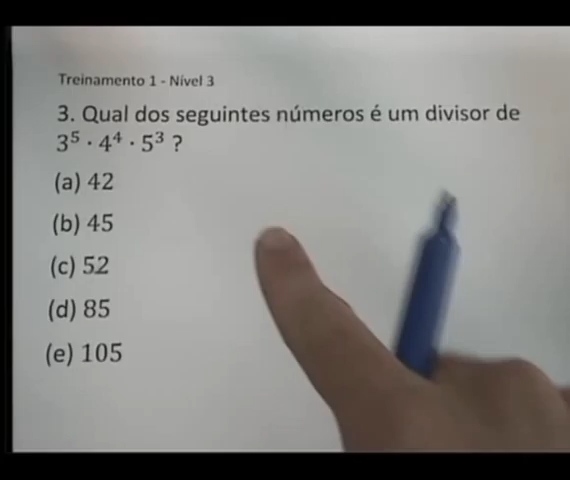 Treinamento 1 - Nível 3
3. Qual dos seguintes números é um divisor de
3⁵ · 4⁴ · 5³ ?
(a) 42
(b) 45
(c) 52
(d) 85
(e) 105